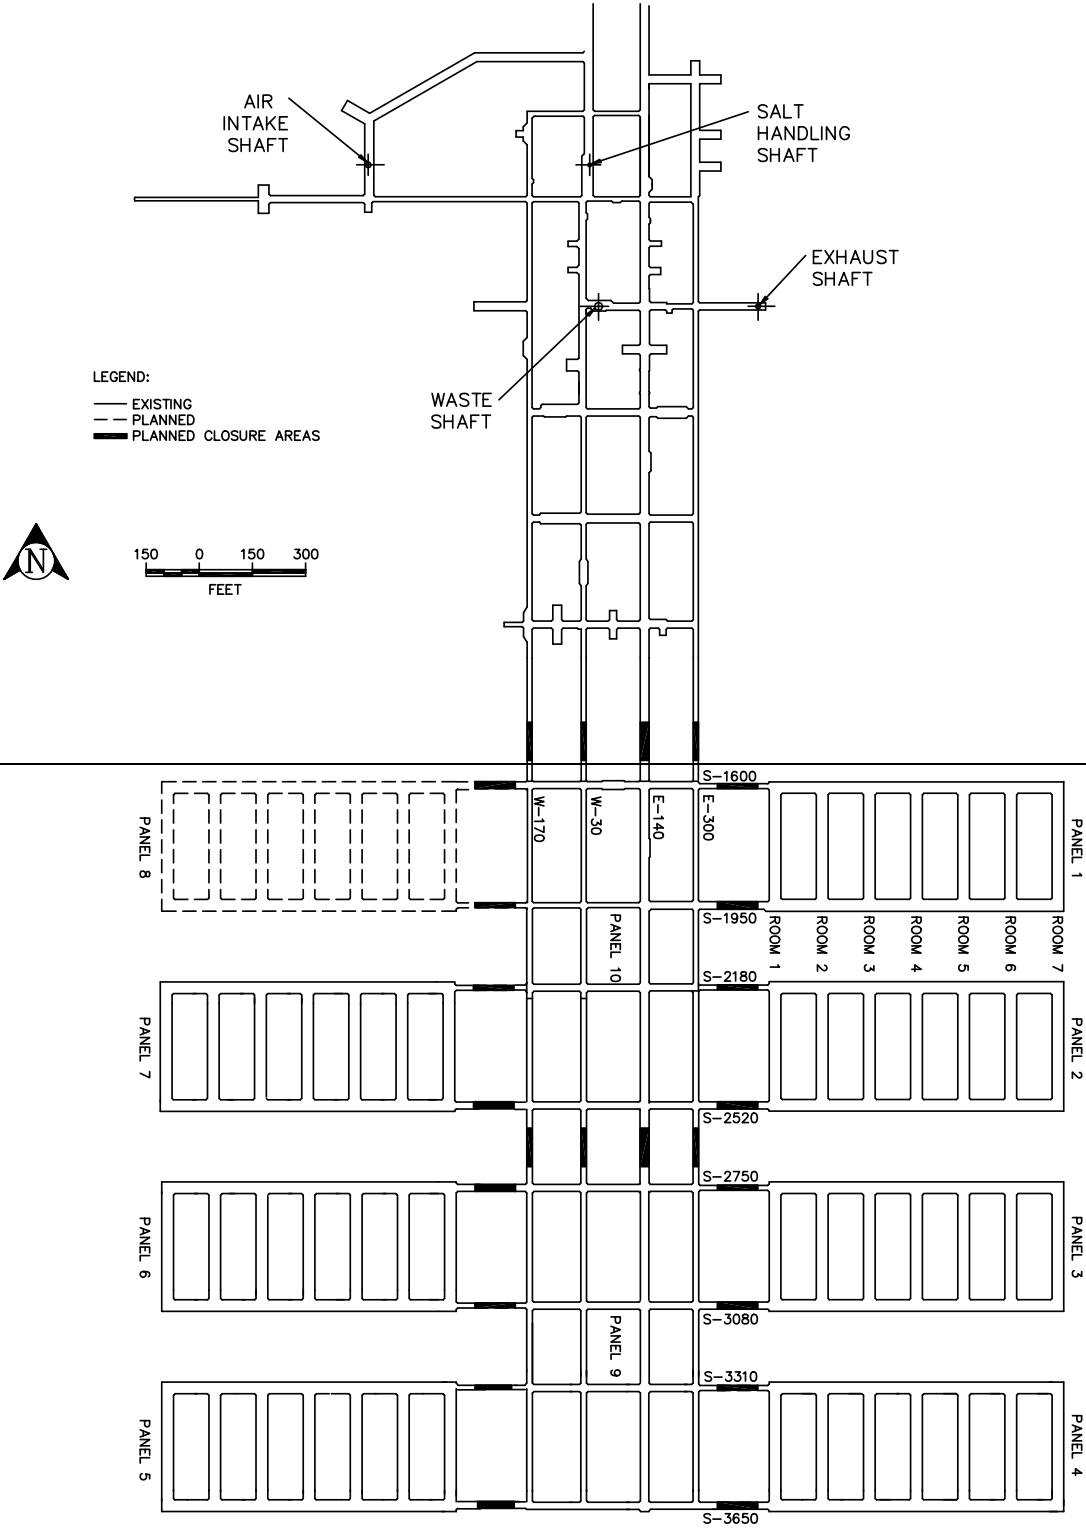 AIR
INTAKE
SHAFT
SALT
HANDLING
SHAFT
EXHAUST
SHAFT
WASTE
SHAFT
LEGEND:
EXISTING
PLANNED
PLANNED CLOSURE AREAS
N
150 0 150 300
FEET
S-1600
W-170
W-30
E-140
E-300
PANEL 8
PANEL 1
S-1950
PANEL 10
ROOM 1
ROOM 2
ROOM 3
ROOM 4
ROOM 5
ROOM 6
ROOM 7
S-2180
PANEL 7
PANEL 2
S-2520
S-2750
PANEL 6
PANEL 3
S-3080
PANEL 9
S-3310
PANEL 5
PANEL 4
S-3650